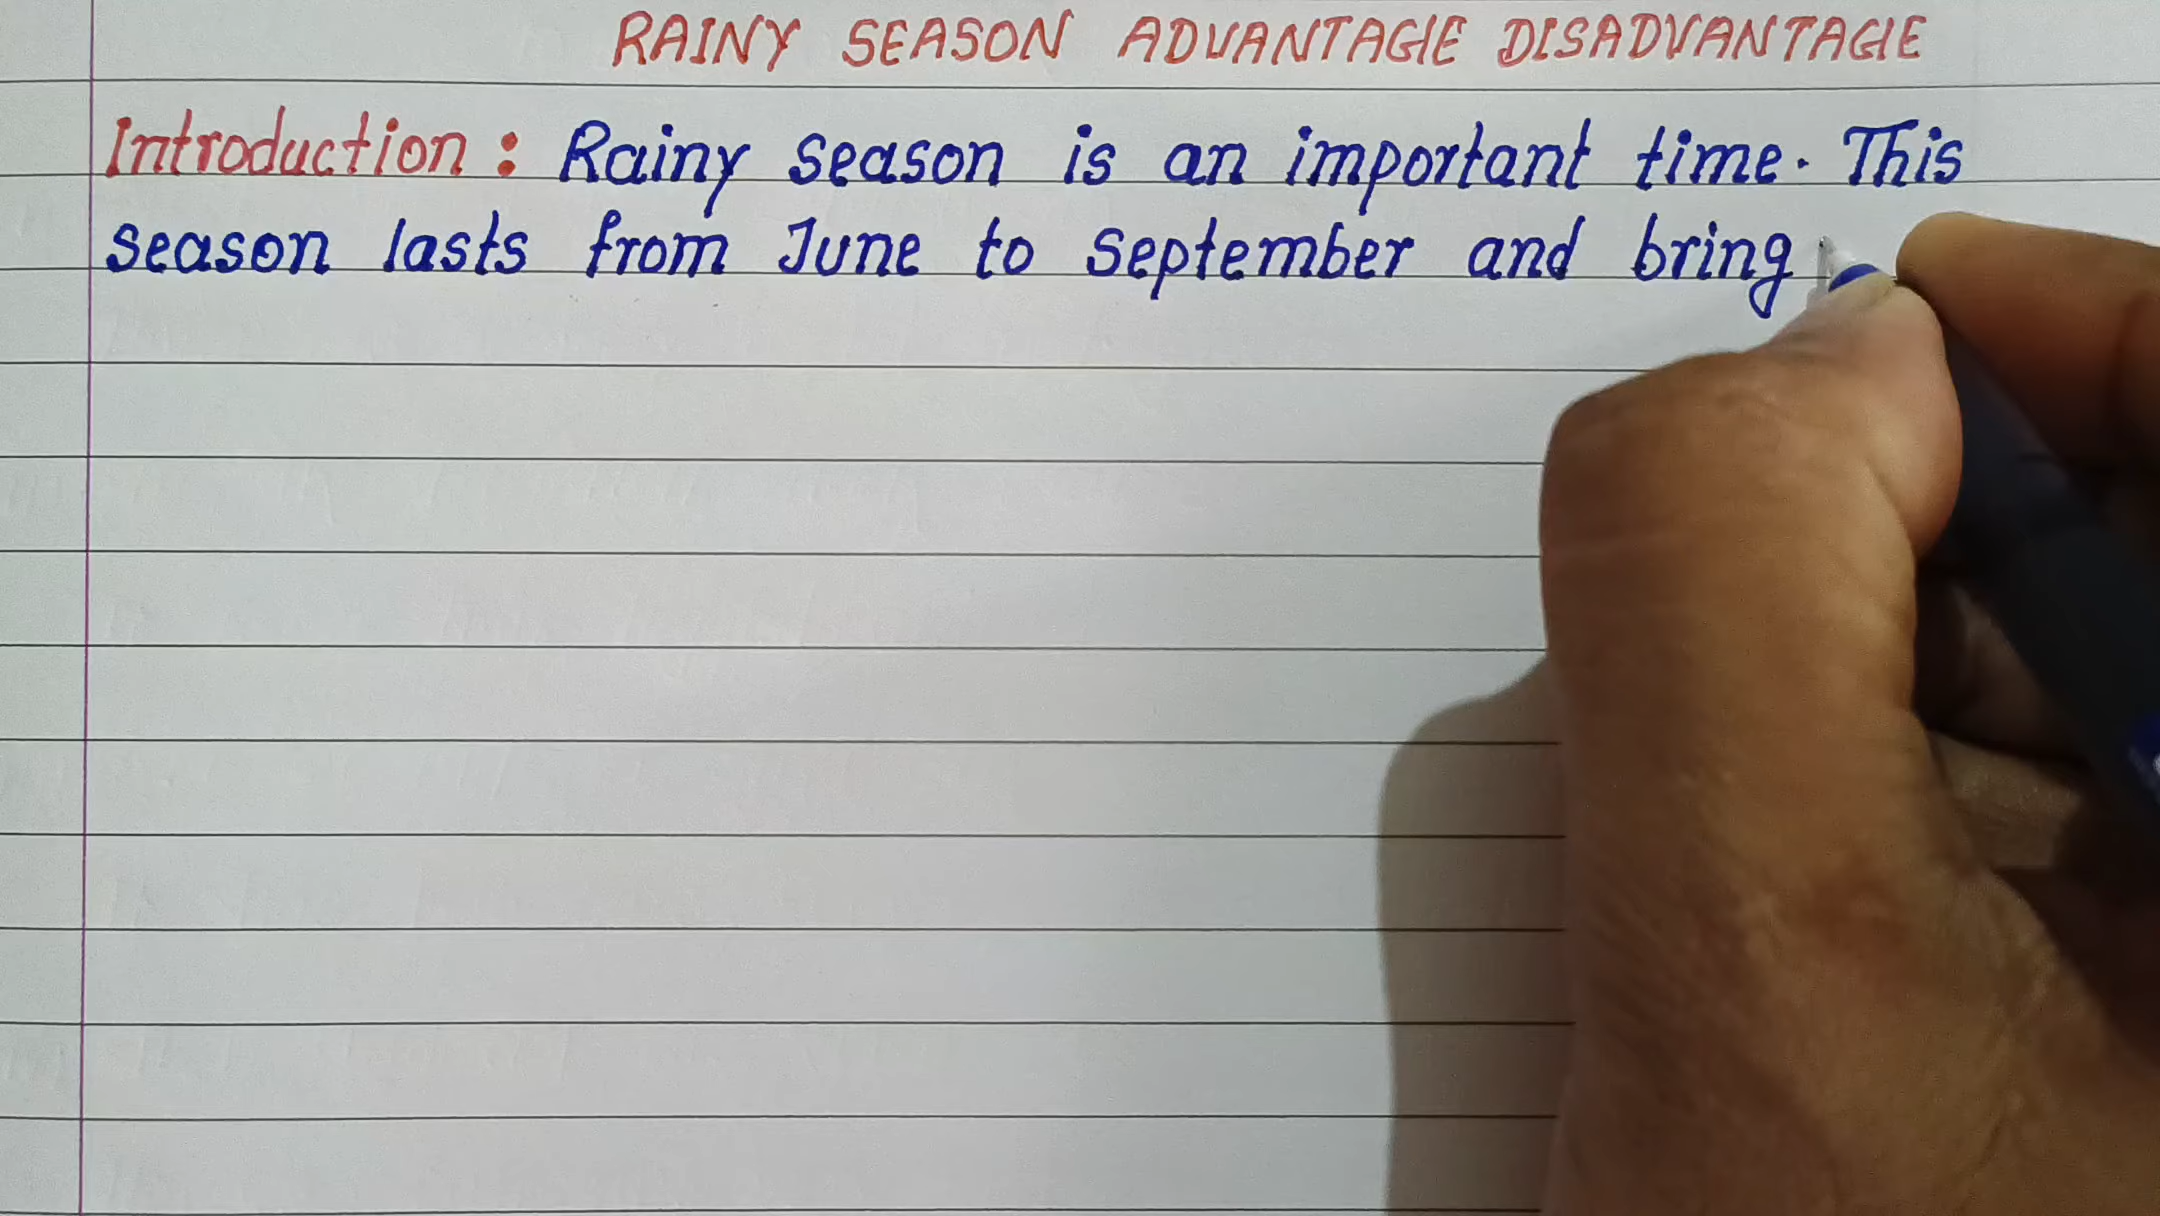 RAINY SEASON ADVANTAGE DISADVANTAGE
Introduction : Rainy season is an important time. This
season lasts from June to September and bring